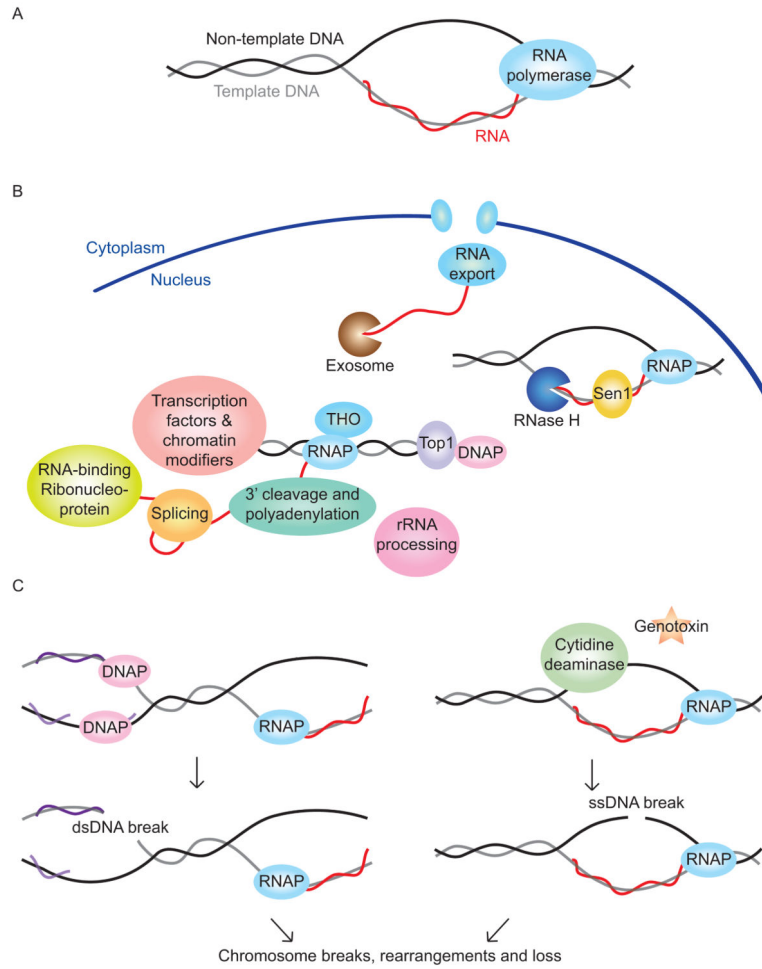 A
Non-template DNA
Template DNA
RNA
polymerase
RNA
B
Cytoplasm
Nucleus
RNA
export
Exosome
RNAP
Sen1
RNase H
Transcription
factors &
chromatin
modifiers
THO
RNAP
Top1
DNAP
RNA-binding
Ribonucleo-
protein
Splicing
3' cleavage and
polyadenylation
rRNA
processing
C
DNAP
DNAP
RNAP
Genotoxin
Cytidine
deaminase
RNAP
dsDNA break
RNAP
ssDNA break
RNAP
Chromosome breaks, rearrangements and loss